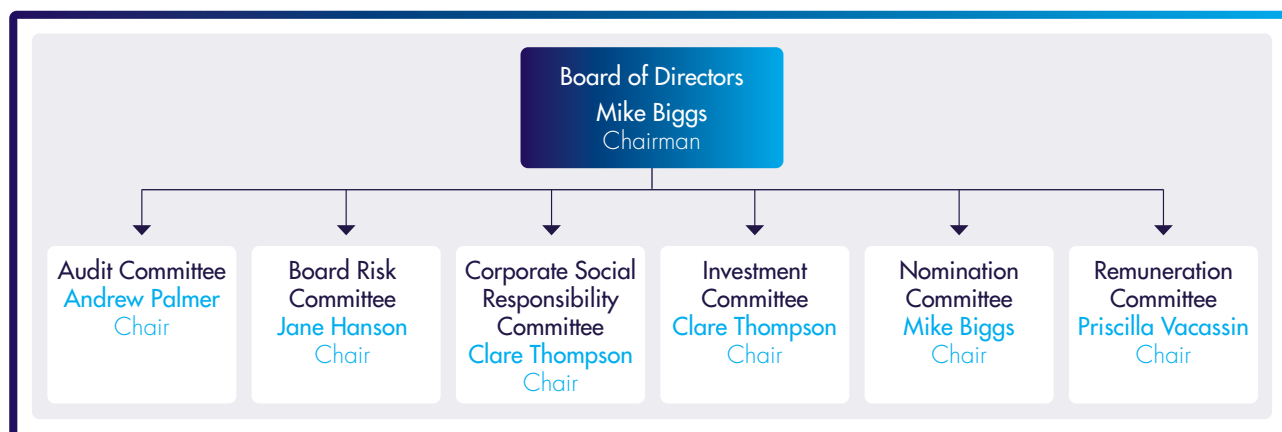 Board of Directors
Mike Biggs
Chairman
Audit Committee
Andrew Palmer
Chair
Board Risk
Committee
Jane Hanson
Chair
Corporate Social
Responsibility
Committee
Clare Thompson
Chair
Investment
Committee
Clare Thompson
Chair
Nomination
Committee
Mike Biggs
Chair
Remuneration
Committee
Priscilla Vacassin
Chair